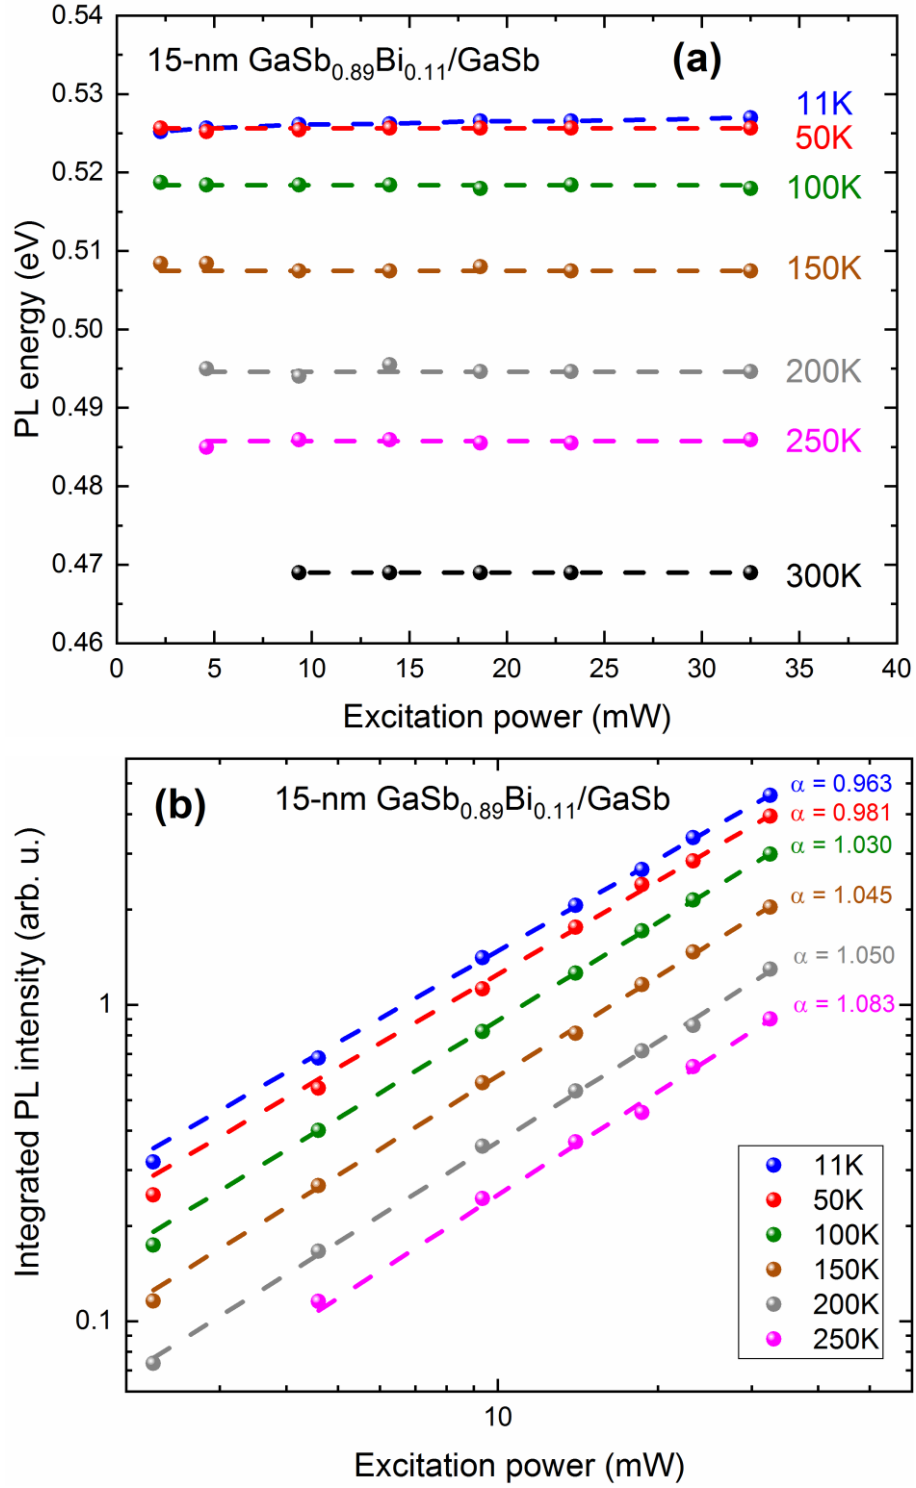 15-nm GaSb0.89Bi0.11/GaSb
(a)
PL energy (eV)
0.54
0.53
0.52
0.51
0.50
0.49
0.48
0.47
0.46
11K
50K
100K
150K
200K
250K
300K
0 5 10 15 20 25 30 35 40
Excitation power (mW)
(b)
15-nm GaSb0.89Bi0.11/GaSb
Integrated PL intensity (arb. u.)
1
0.1
α = 0.963
α = 0.981
α = 1.030
α = 1.045
α = 1.050
α = 1.083
11K
50K
100K
150K
200K
250K
10
Excitation power (mW)